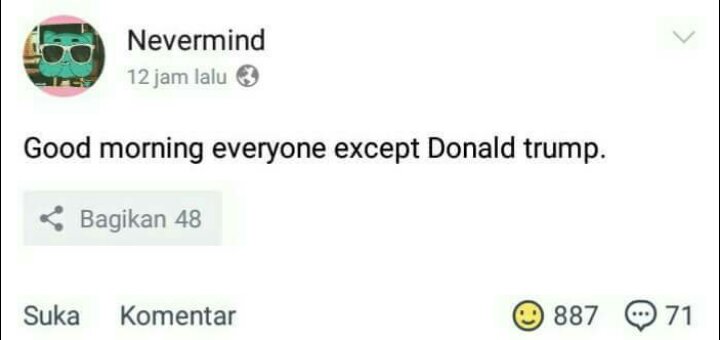 Nevermind
12 jam lalu
Good morning everyone except Donald trump.
Bagikan 48
Suka Komentar 887 71